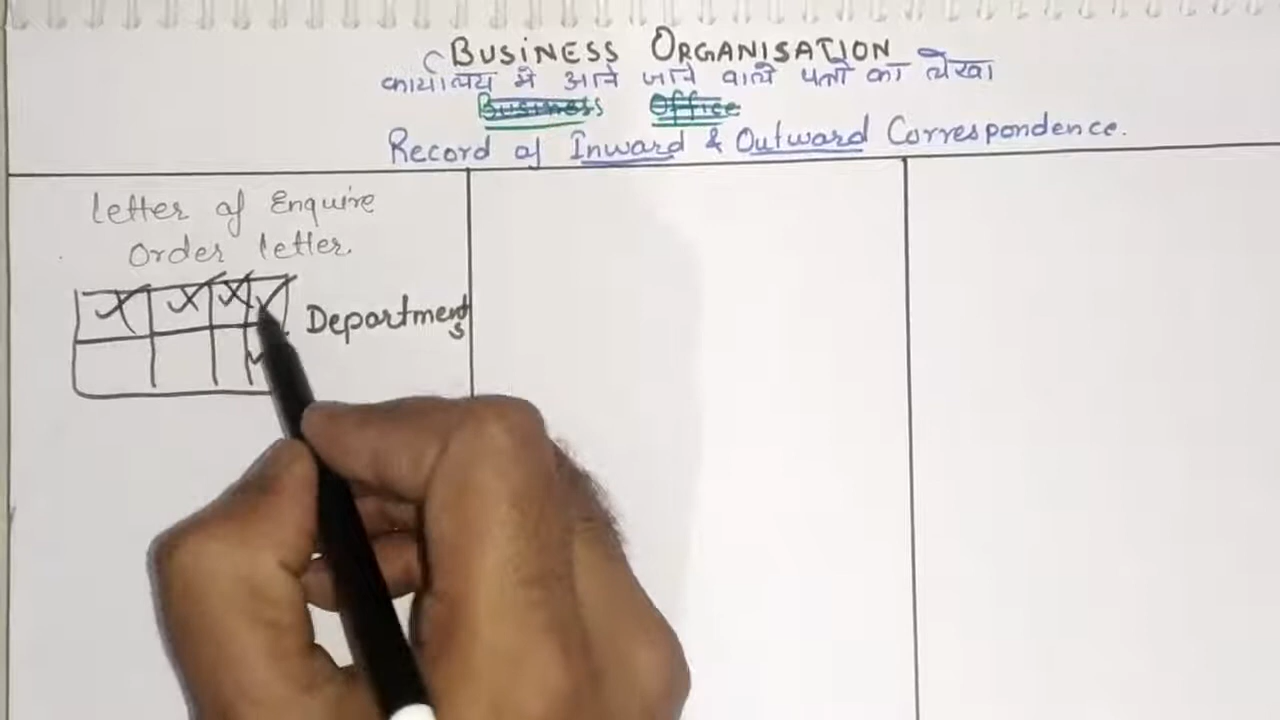 BUSINESS ORGANISATION
कार्यालय में आने जाने वाले पत्रों का लेखा
Business Office
Record of Inward & Outward Correspondence.
Letter of Enquire
Order letter.
Departments